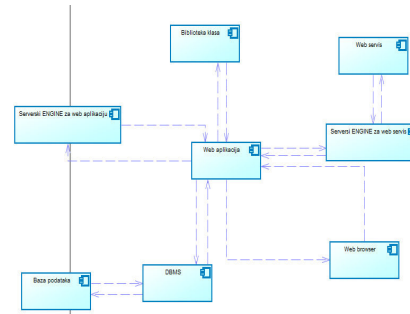 Biblioteka klasa
Web servis
Serverski ENGINE za web aplikaciju
Serversi ENGINE za web servis
Web aplikacija
Web browser
Baza podataka
DBMS